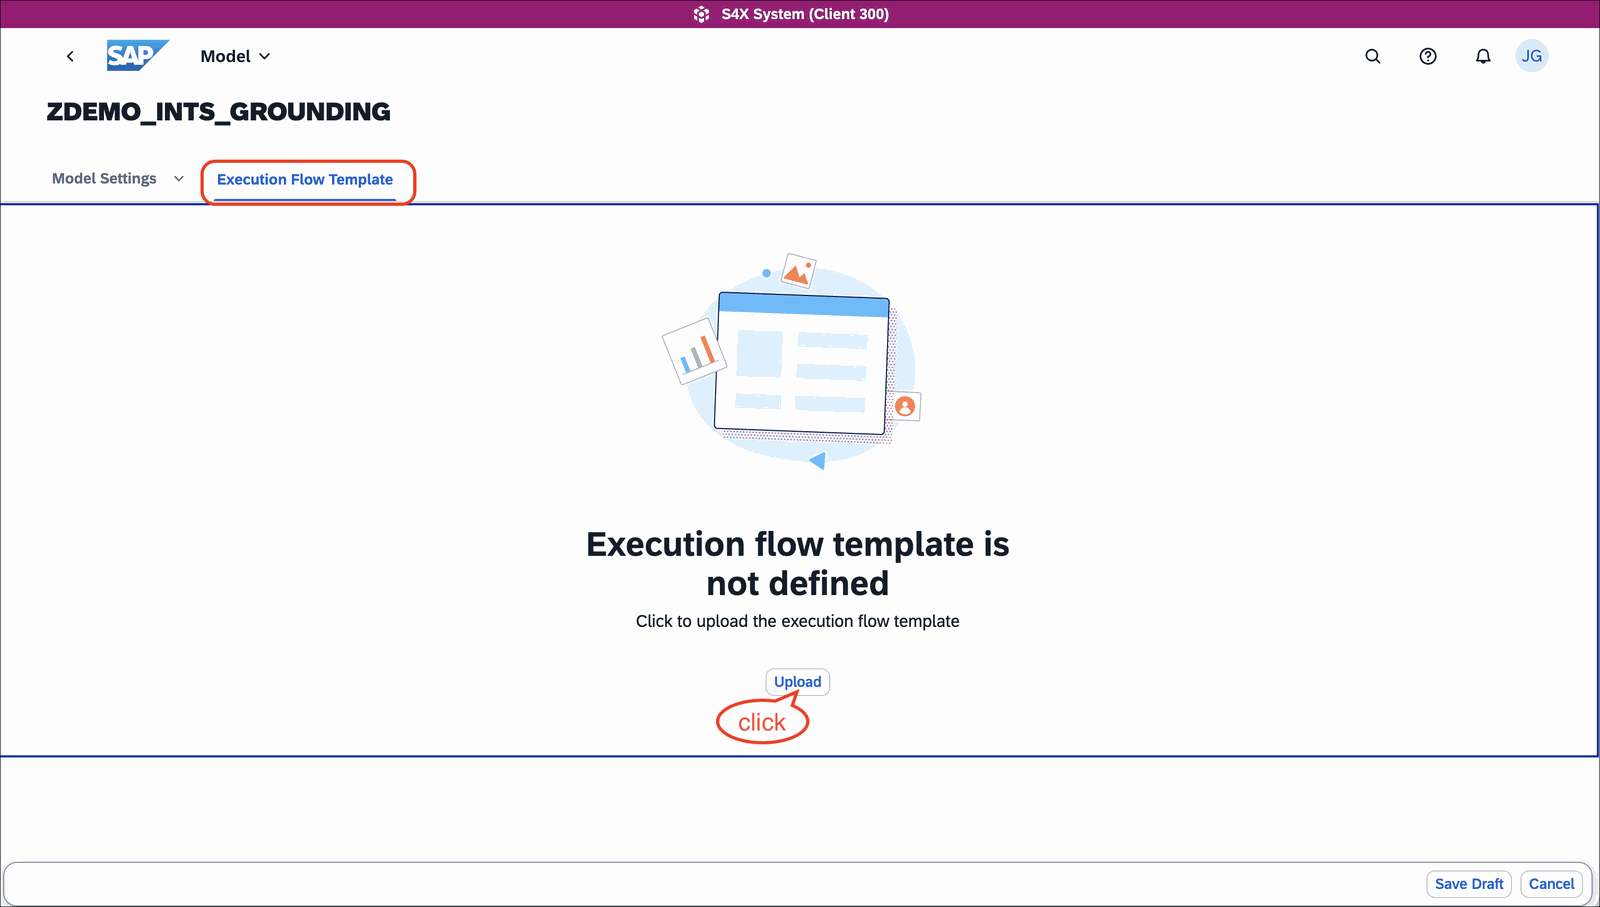 S4X System (Client 300)
SAP
Model
JG
ZDEMO_INTS_GROUNDING
Model Settings
Execution Flow Template
Execution flow template is
not defined
Click to upload the execution flow template
Upload
click
Save Draft
Cancel